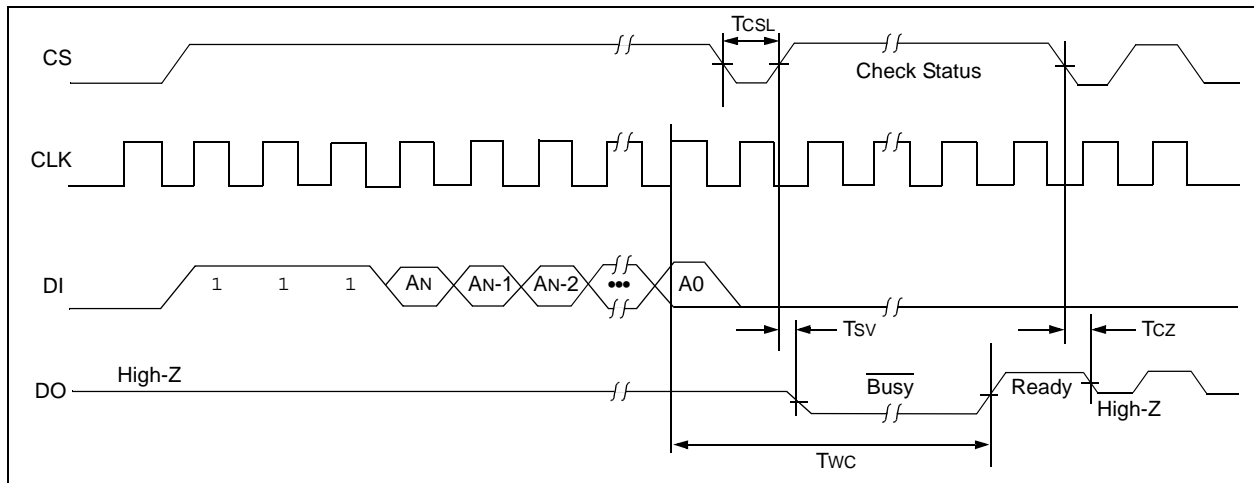 TCSL
CS
Check Status
CLK
DI
1 1 1 AN AN-1 AN-2 ••• A0
TSV
TCZ
High-Z
DO
Busy
Ready
High-Z
TWC